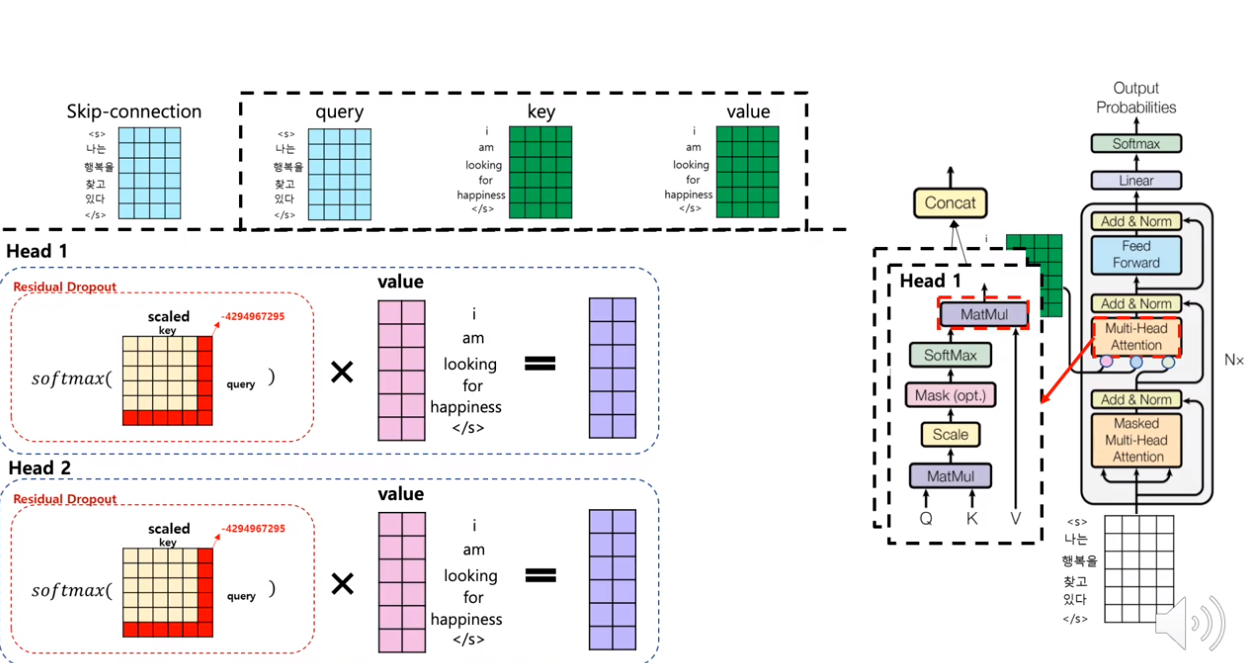 Skip-connection
<s>
나는
행복을
찾고
있다
</s>
query
<s>
나는
행복을
찾고
있다
</s>
key
i
am
looking
for
happiness
</s>
value
i
am
looking
for
happiness
</s>
Head 1
Residual Dropout
scaled
key
-4294967295
softmax(
query
)
×
value
i
am
looking
for
happiness
</s>
=
Head 2
Residual Dropout
scaled
key
-4294967295
softmax(
query
)
×
value
i
am
looking
for
happiness
</s>
=
Concat
i
Head 1
MatMul
SoftMax
Mask (opt.)
Scale
MatMul
Q K V
Output
Probabilities
Softmax
Linear
Add & Norm
Feed
Forward
Add & Norm
Multi-Head
Attention
N×
Add & Norm
Masked
Multi-Head
Attention
<s>
나는
행복을
찾고
있다
</s>